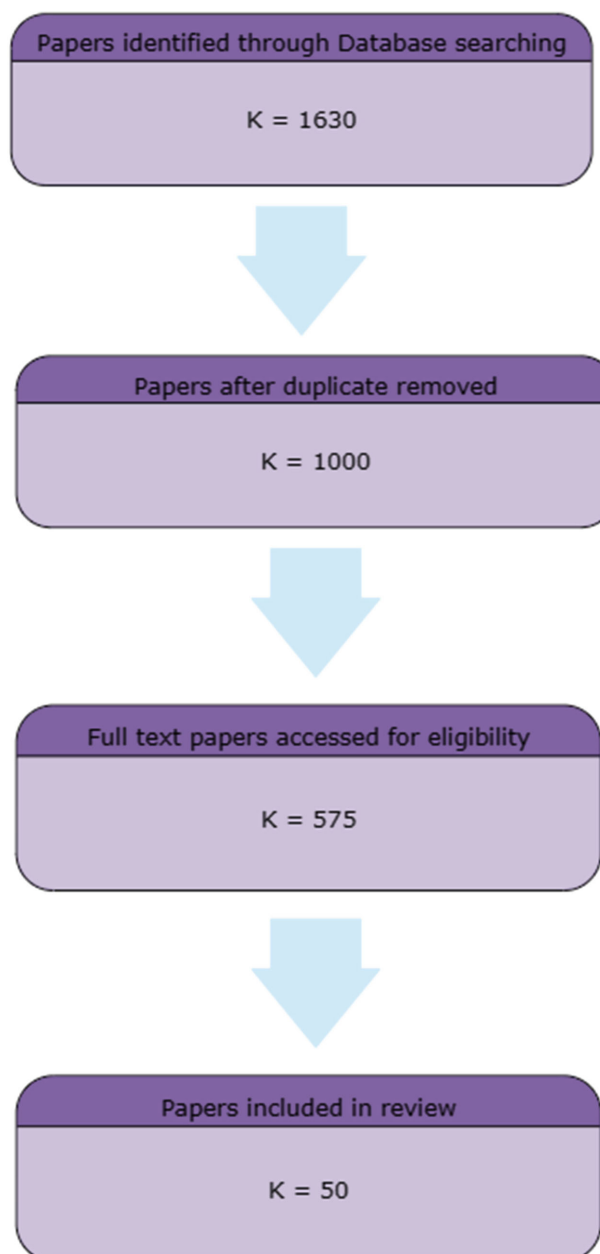 Papers identified through Database searching
K = 1630
Papers after duplicate removed
K = 1000
Full text papers accessed for eligibility
K = 575
Papers included in review
K = 50